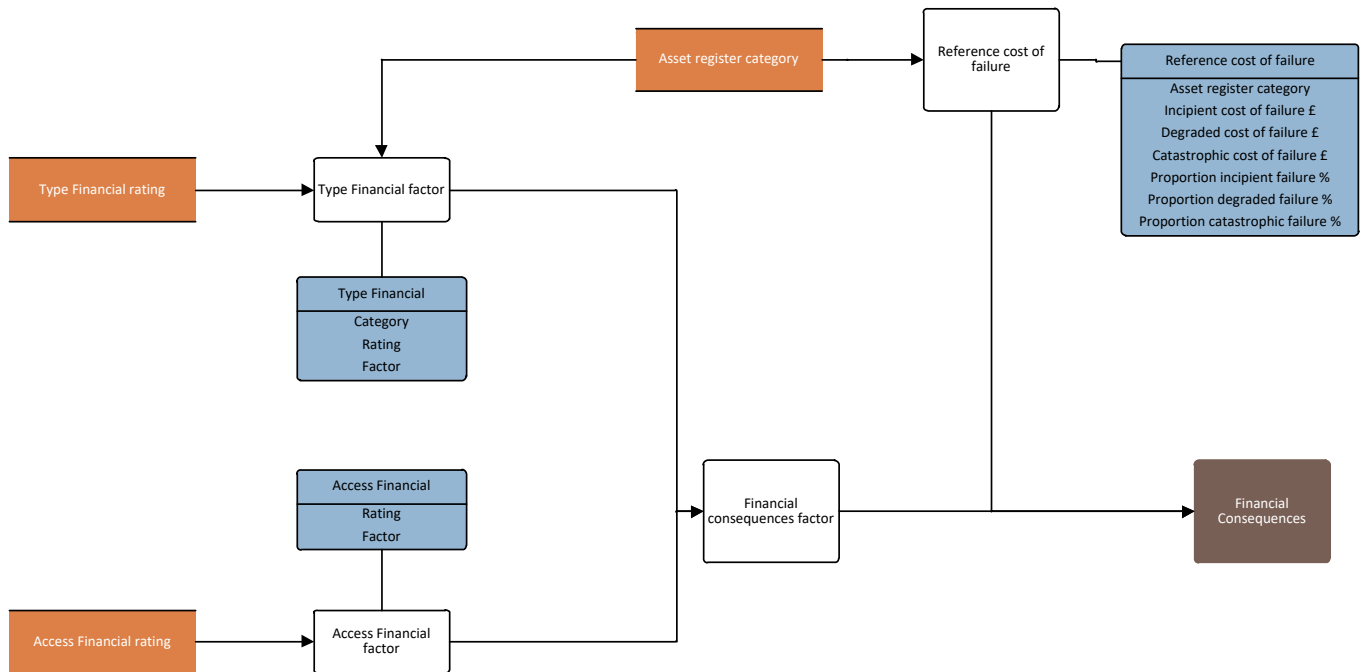 Asset register category
Reference cost of
failure
Reference cost of failure
Asset register category
Incipient cost of failure £
Degraded cost of failure £
Catastrophic cost of failure £
Proportion incipient failure %
Proportion degraded failure %
Proportion catastrophic failure %
Type Financial rating
Type Financial factor
Type Financial
Category
Rating
Factor
Access Financial
Rating
Factor
Financial
consequences factor
Financial
Consequences
Access Financial rating
Access Financial
factor